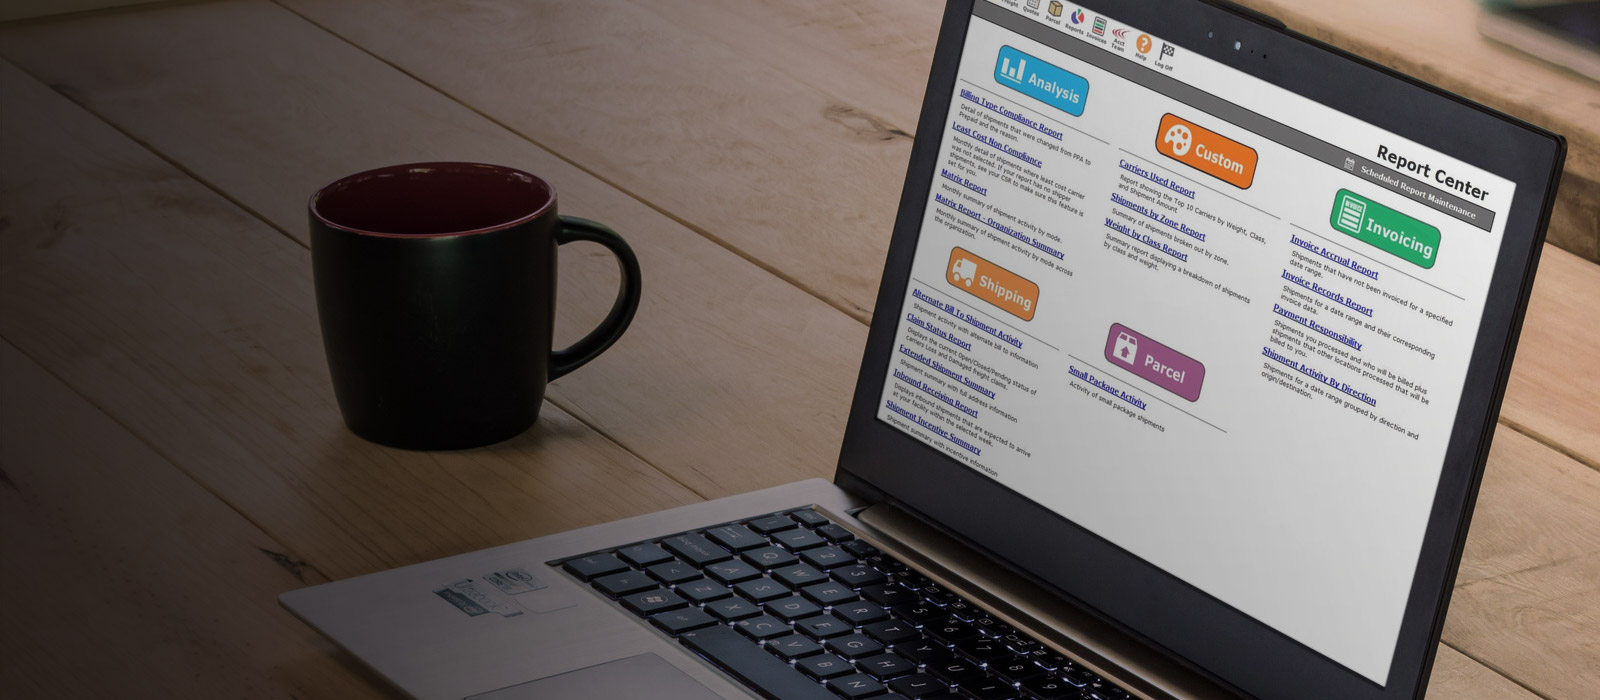 Freight
Quotes
Parcel
Reports
Invoices
Acct
Team
Help
Log Off
Report Center
Scheduled Report Maintenance
Analysis
Billing Type Compliance Report
Detail of shipments that were changed from PPA to
Prepaid and the reason.
Least Cost Non Compliance
Monthly detail of shipments where least cost carrier
was not selected. If your report has no shipper
shipments, see your CSR to make sure this feature is
set for you.
Matrix Report
Monthly summary of shipment activity by mode.
Matrix Report - Organization Summary
Monthly summary of shipment activity by mode across
the organization.
Shipping
Alternate Bill To Shipment Activity
Shipment activity with alternate bill to information
Claim Status Report
Displays the current Open/Closed/Pending status of
carriers Loss and Damaged freight claims.
Extended Shipment Summary
Shipment summary with full address information
Inbound Receiving Report
Displays inbound shipments that are expected to arrive
at your facility within the selected week.
Shipment Incentive Summary
Shipment summary with incentive information
Custom
Carriers Used Report
Report showing the Top 10 Carriers by Weight, Class,
and Shipment Amount
Shipments by Zone Report
Summary of shipments broken out by zone.
Weight by Class Report
Summary report displaying a breakdown of shipments
by class and weight.
Parcel
Small Package Activity
Activity of small package shipments
Invoicing
Invoice Accrual Report
Shipments that have not been invoiced for a specified
date range.
Invoice Records Report
Shipments for a date range and their corresponding
invoice data.
Payment Responsibility
Shipments you processed and who will be billed plus
shipments that other locations processed that will be
billed to you.
Shipment Activity By Direction
Shipments for a date range grouped by direction and
origin/destination.
1 2 3 4 5 6 7 8 9
Q W E R T Y U I
A S D F G H J
Z X C V B N